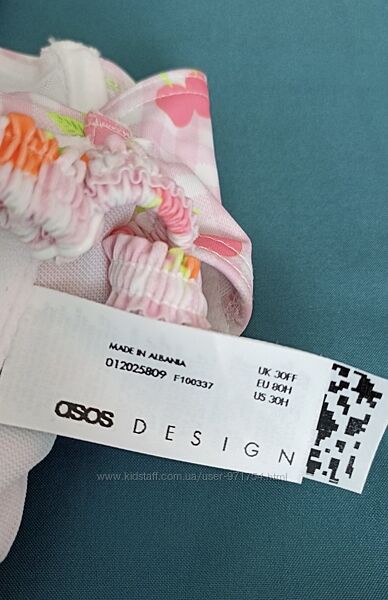 MADE IN ALBANIA
012025809 F100337
UK 30FF
EU 80H
US 30H
asos DESIGN
www.kidstaff.com.ua/user-971754.html